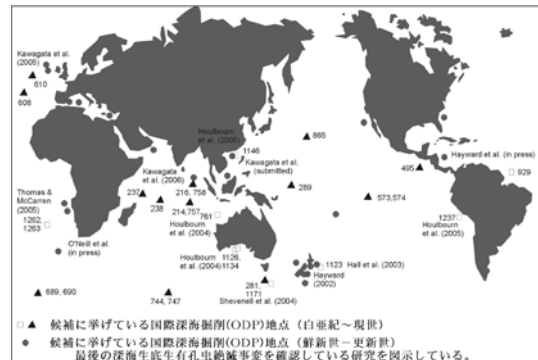 Kawagata et al.
(2005)
610
608
Houlbourn
et al.
(2005)
1146
865
Kawagata et al.
(submitted)
Hayward et al. (in press)
495
929
Kawagata
et al.
(2006)
216, 758
237
238
289
573,574
Thomas &
McCarren
(2005)
1262,
1263
214,757
761
Houlbourn
et al.
(2004)
1237
Houlbourn
et al. (2005)
O'Neill et al.
(in press)
Houlbourn
et al. (2004)
1126,
1134
1123
Hall et al. (2003)
Hayward
(2002)
689, 690
744, 747
281,
1171
Shevenell et al. (2004)
□ ▲ 候補に挙げている国際深海掘削(ODP)地点（白亜紀～現世）
● 候補に挙げている国際深海掘削(ODP)地点（鮮新世－更新世）
最後の深海生底生有孔虫絶滅事変を確認している研究を図示している。